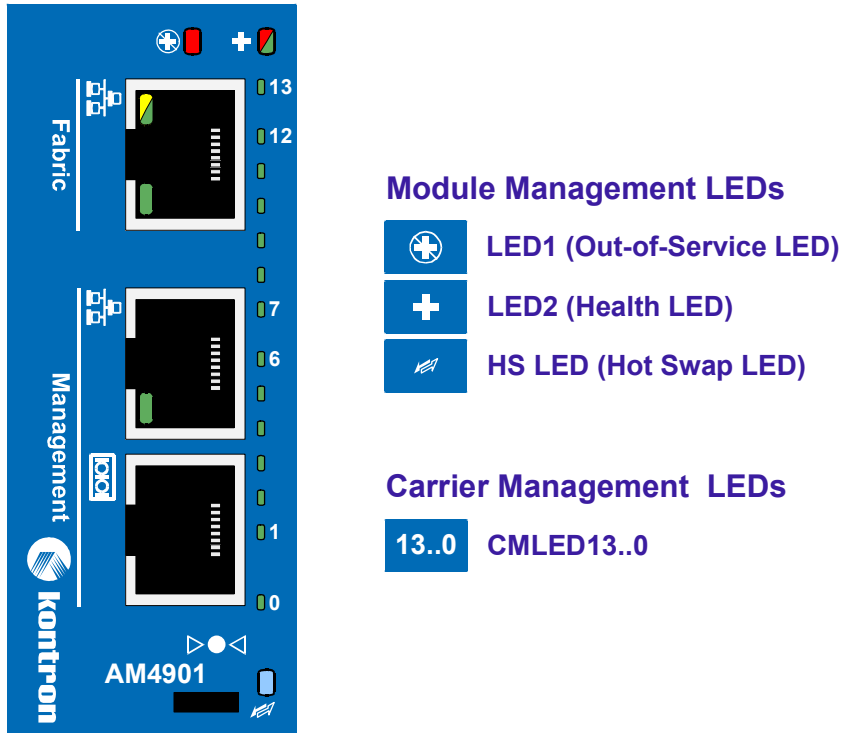 13
12
Fabric
7
6
Management
1
0
kontron
AM4901
Module Management LEDs
LED1 (Out-of-Service LED)
LED2 (Health LED)
HS LED (Hot Swap LED)
Carrier Management LEDs
13..0 CMLED13..0